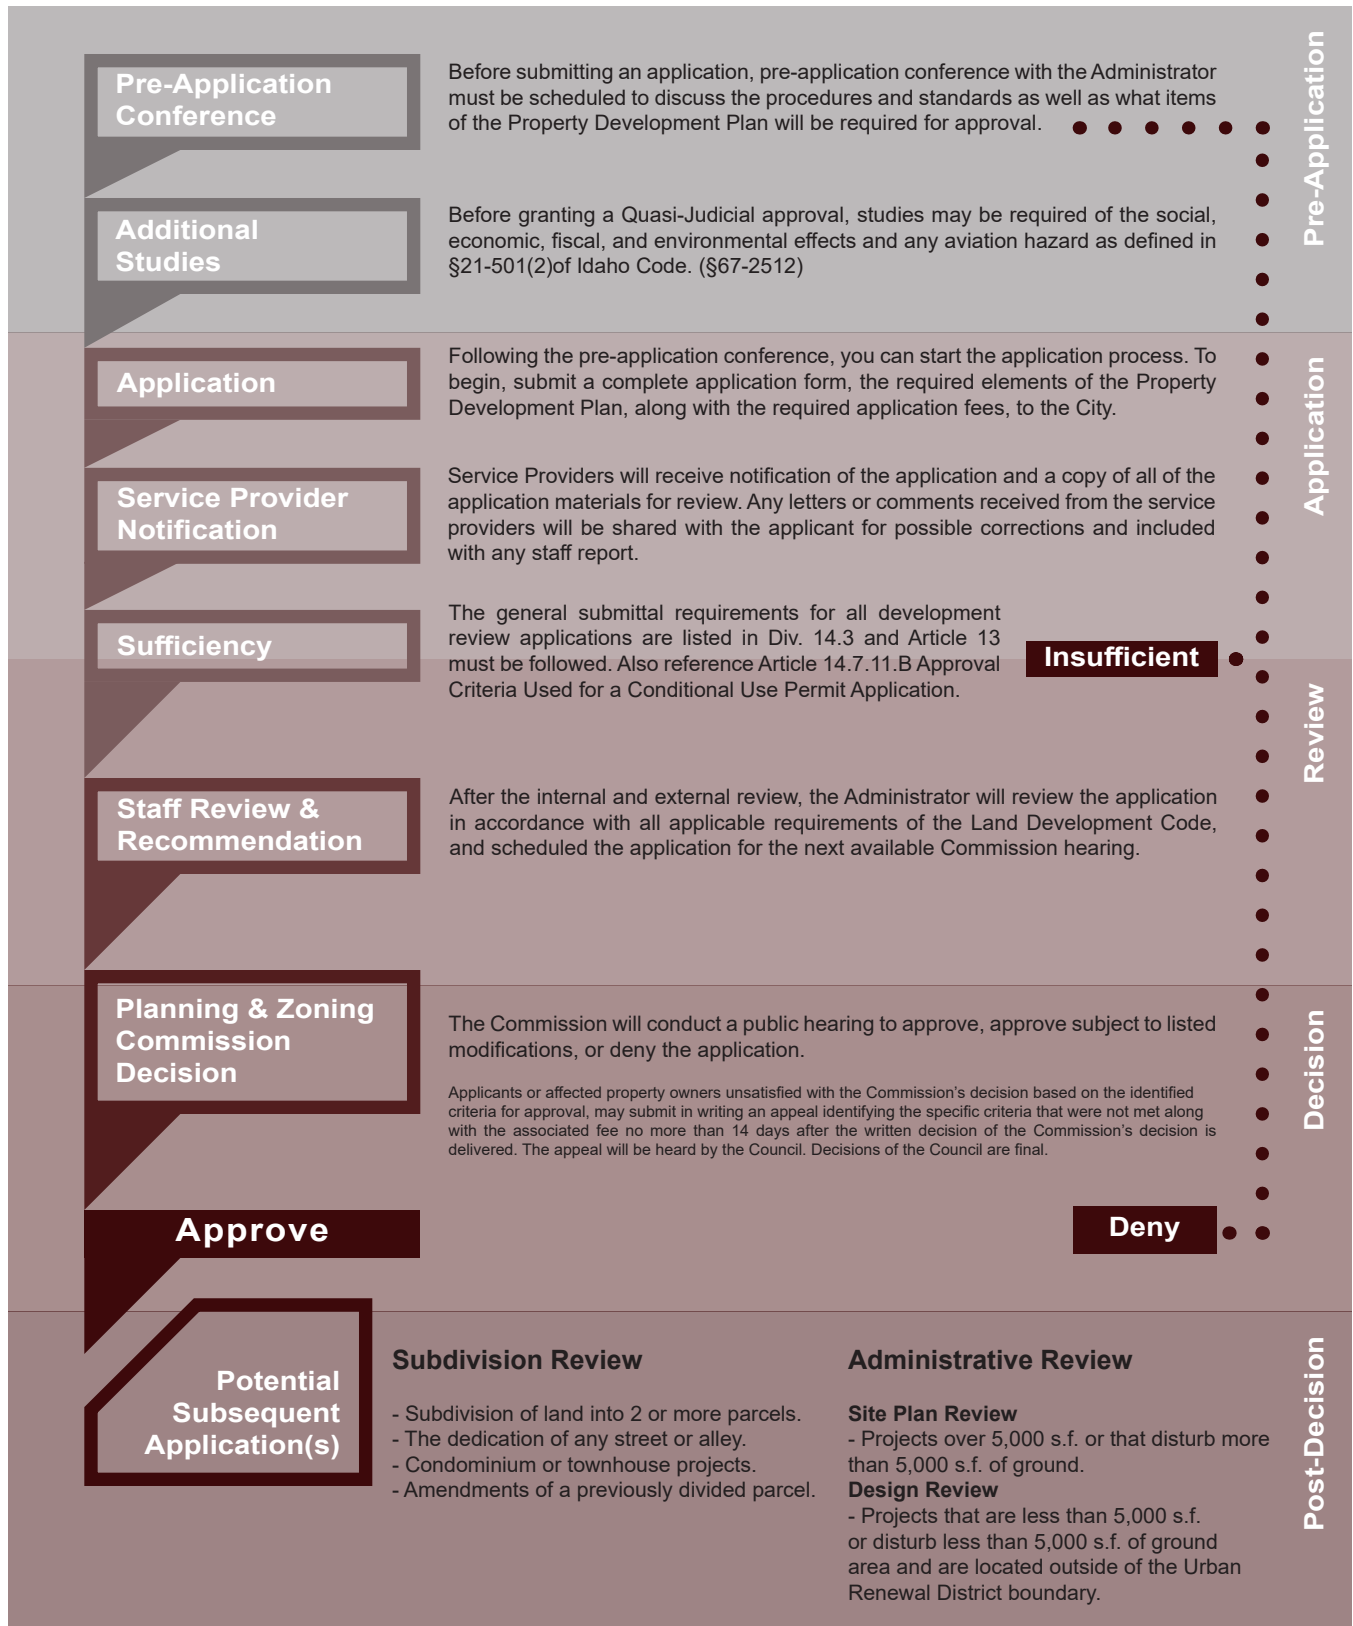 Pre-Application
Conference
Before submitting an application, pre-application conference with the Administrator
must be scheduled to discuss the procedures and standards as well as what items
of the Property Development Plan will be required for approval.
Pre-Application
Additional
Studies
Before granting a Quasi-Judicial approval, studies may be required of the social,
economic, fiscal, and environmental effects and any aviation hazard as defined in
§21-501(2)of Idaho Code. (§67-2512)
Application
Following the pre-application conference, you can start the application process. To
begin, submit a complete application form, the required elements of the Property
Development Plan, along with the required application fees, to the City.
Application
Service Provider
Notification
Service Providers will receive notification of the application and a copy of all of the
application materials for review. Any letters or comments received from the service
providers will be shared with the applicant for possible corrections and included
with any staff report.
Sufficiency
The general submittal requirements for all development
review applications are listed in Div. 14.3 and Article 13
must be followed. Also reference Article 14.7.11.B Approval
Criteria Used for a Conditional Use Permit Application.
Insufficient
Review
Staff Review &
Recommendation
After the internal and external review, the Administrator will review the application
in accordance with all applicable requirements of the Land Development Code,
and scheduled the application for the next available Commission hearing.
Planning & Zoning
Commission
Decision
The Commission will conduct a public hearing to approve, approve subject to listed
modifications, or deny the application.
Applicants or affected property owners unsatisfied with the Commission's decision based on the identified
criteria for approval, may submit in writing an appeal identifying the specific criteria that were not met along
with the associated fee no more than 14 days after the written decision of the Commission's decision is
delivered. The appeal will be heard by the Council. Decisions of the Council are final.
Decision
Approve
Deny
Potential
Subsequent
Application(s)
Subdivision Review
- Subdivision of land into 2 or more parcels.
- The dedication of any street or alley.
- Condominium or townhouse projects.
- Amendments of a previously divided parcel.
Administrative Review
Site Plan Review
- Projects over 5,000 s.f. or that disturb more
than 5,000 s.f. of ground.
Design Review
- Projects that are less than 5,000 s.f.
or disturb less than 5,000 s.f. of ground
area and are located outside of the Urban
Renewal District boundary.
Post-Decision